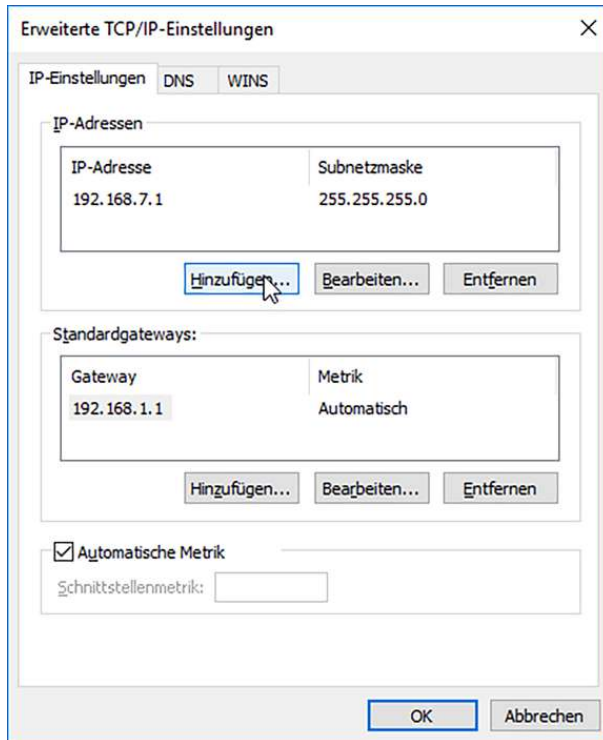 Erweiterte TCP/IP-Einstellungen
IP-Einstellungen DNS WINS
IP-Adressen
IP-Adresse Subnetzmaske
192.168.7.1 255.255.255.0
Hinzufügen... Bearbeiten... Entfernen
Standardgateways:
Gateway Metrik
192.168.1.1 Automatisch
Hinzufügen... Bearbeiten... Entfernen
Automatische Metrik
Schnittstellenmetrik:
OK Abbrechen